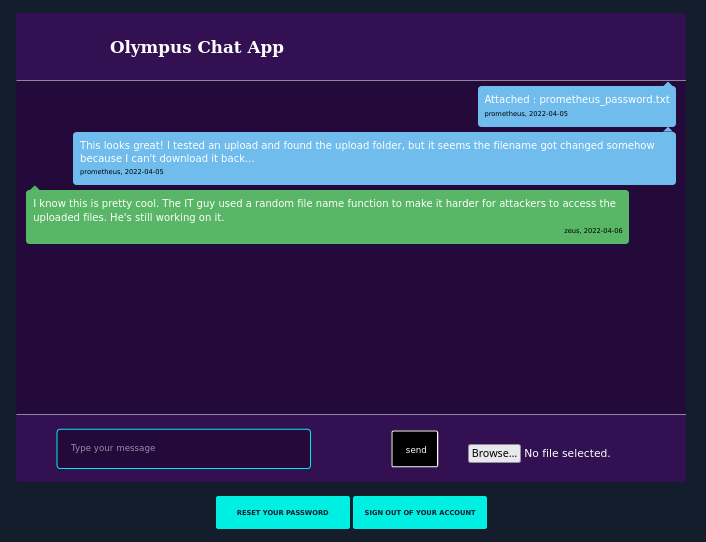 Olympus Chat App
Attached : prometheus_password.txt
prometheus, 2022-04-05
This looks great! I tested an upload and found the upload folder, but it seems the filename got changed somehow
because I can't download it back...
prometheus, 2022-04-05
I know this is pretty cool. The IT guy used a random file name function to make it harder for attackers to access the
uploaded files. He's still working on it.
zeus, 2022-04-06
Type your message
send
Browse... No file selected.
RESET YOUR PASSWORD
SIGN OUT OF YOUR ACCOUNT